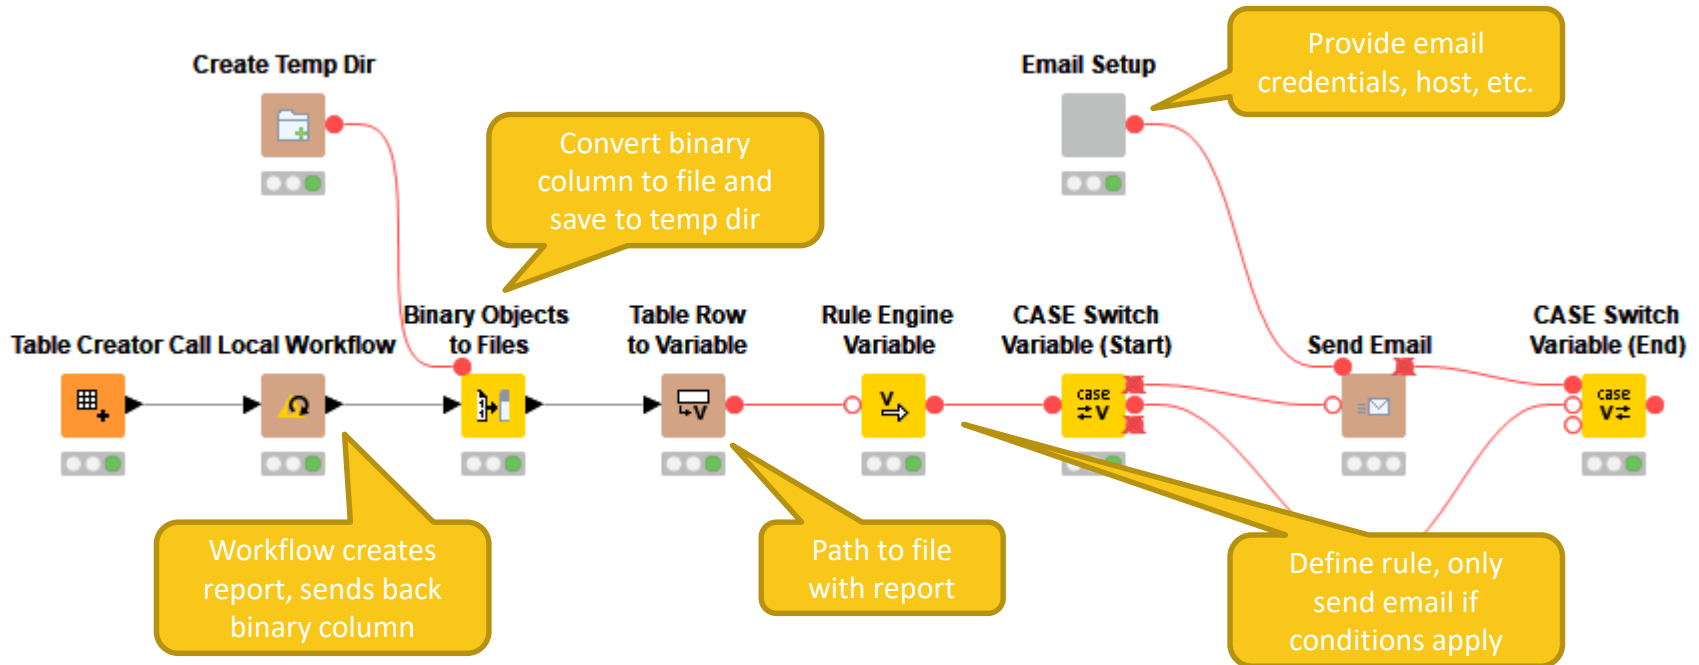 Create Temp Dir
Email Setup
Provide email
credentials, host, etc.
Convert binary
column to file and
save to temp dir
Table Creator
Call Local Workflow
Binary Objects
to Files
Table Row
to Variable
Rule Engine
Variable
CASE Switch
Variable (Start)
Send Email
CASE Switch
Variable (End)
V
V
case
V
case
V
Workflow creates
report, sends back
binary column
Path to file
with report
Define rule, only
send email if
conditions apply